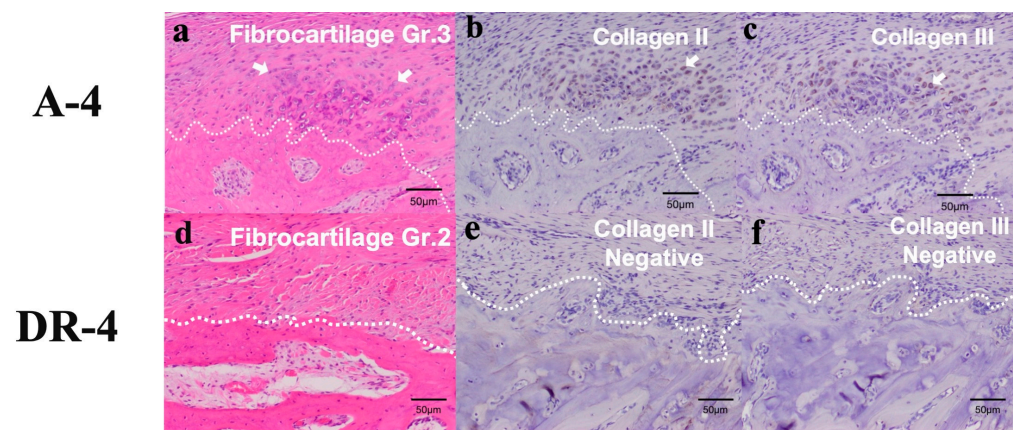 a
Fibrocartilage Gr.3
b
Collagen II
c
Collagen III
A-4
50μm
50μm
50μm
d
Fibrocartilage Gr.2
e
Collagen II
Negative
f
Collagen III
Negative
DR-4
50μm
50μm
50μm